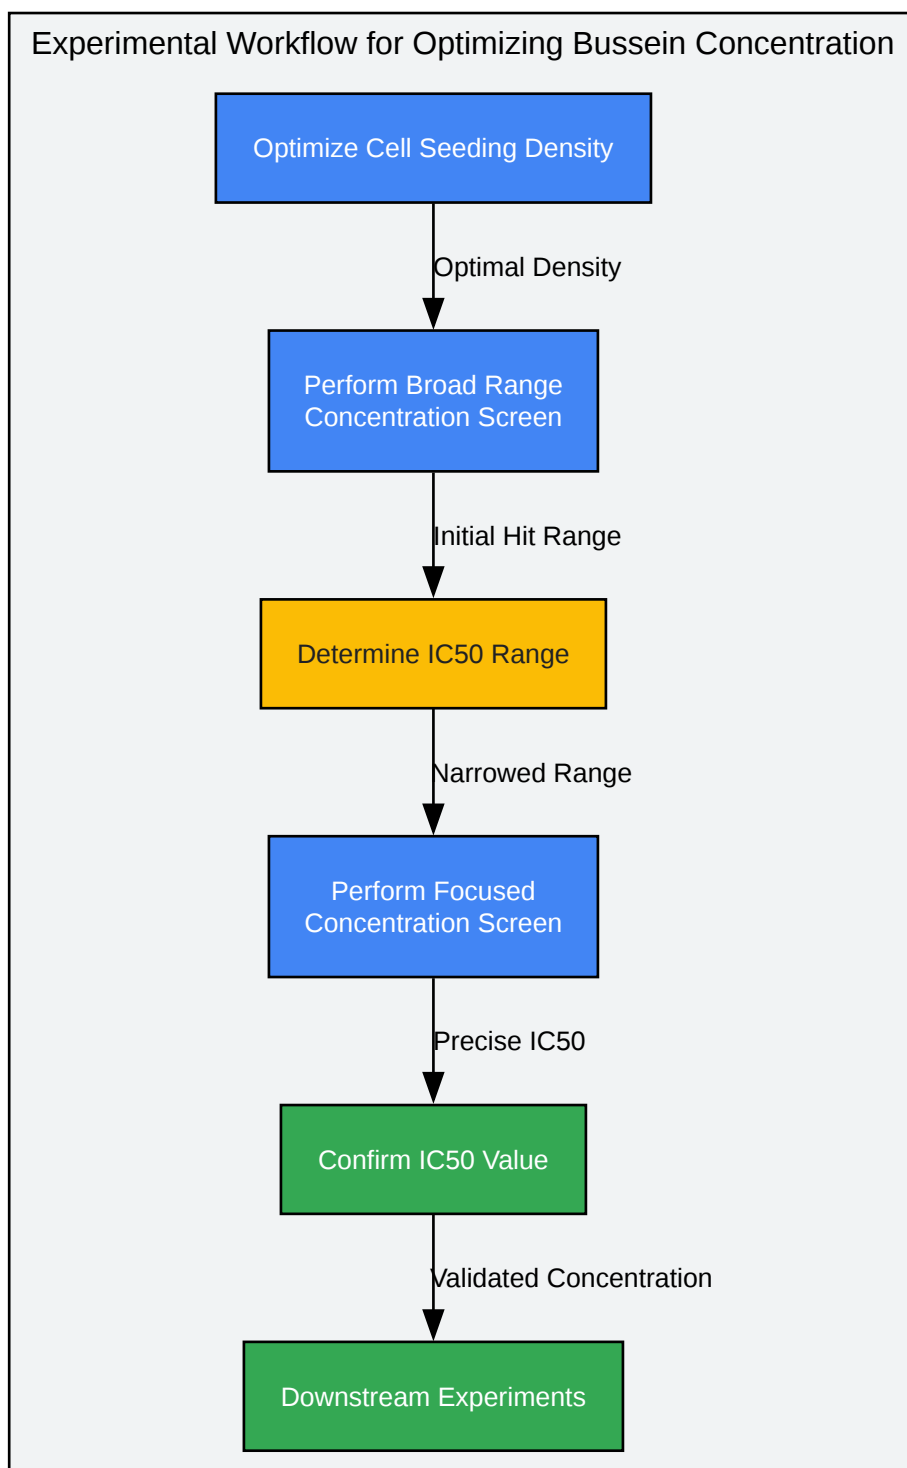 Experimental Workflow for Optimizing Bussein Concentration
Optimize Cell Seeding Density
Optimal Density
Perform Broad Range
Concentration Screen
Initial Hit Range
Determine IC50 Range
Narrowed Range
Perform Focused
Concentration Screen
Precise IC50
Confirm IC50 Value
Validated Concentration
Downstream Experiments